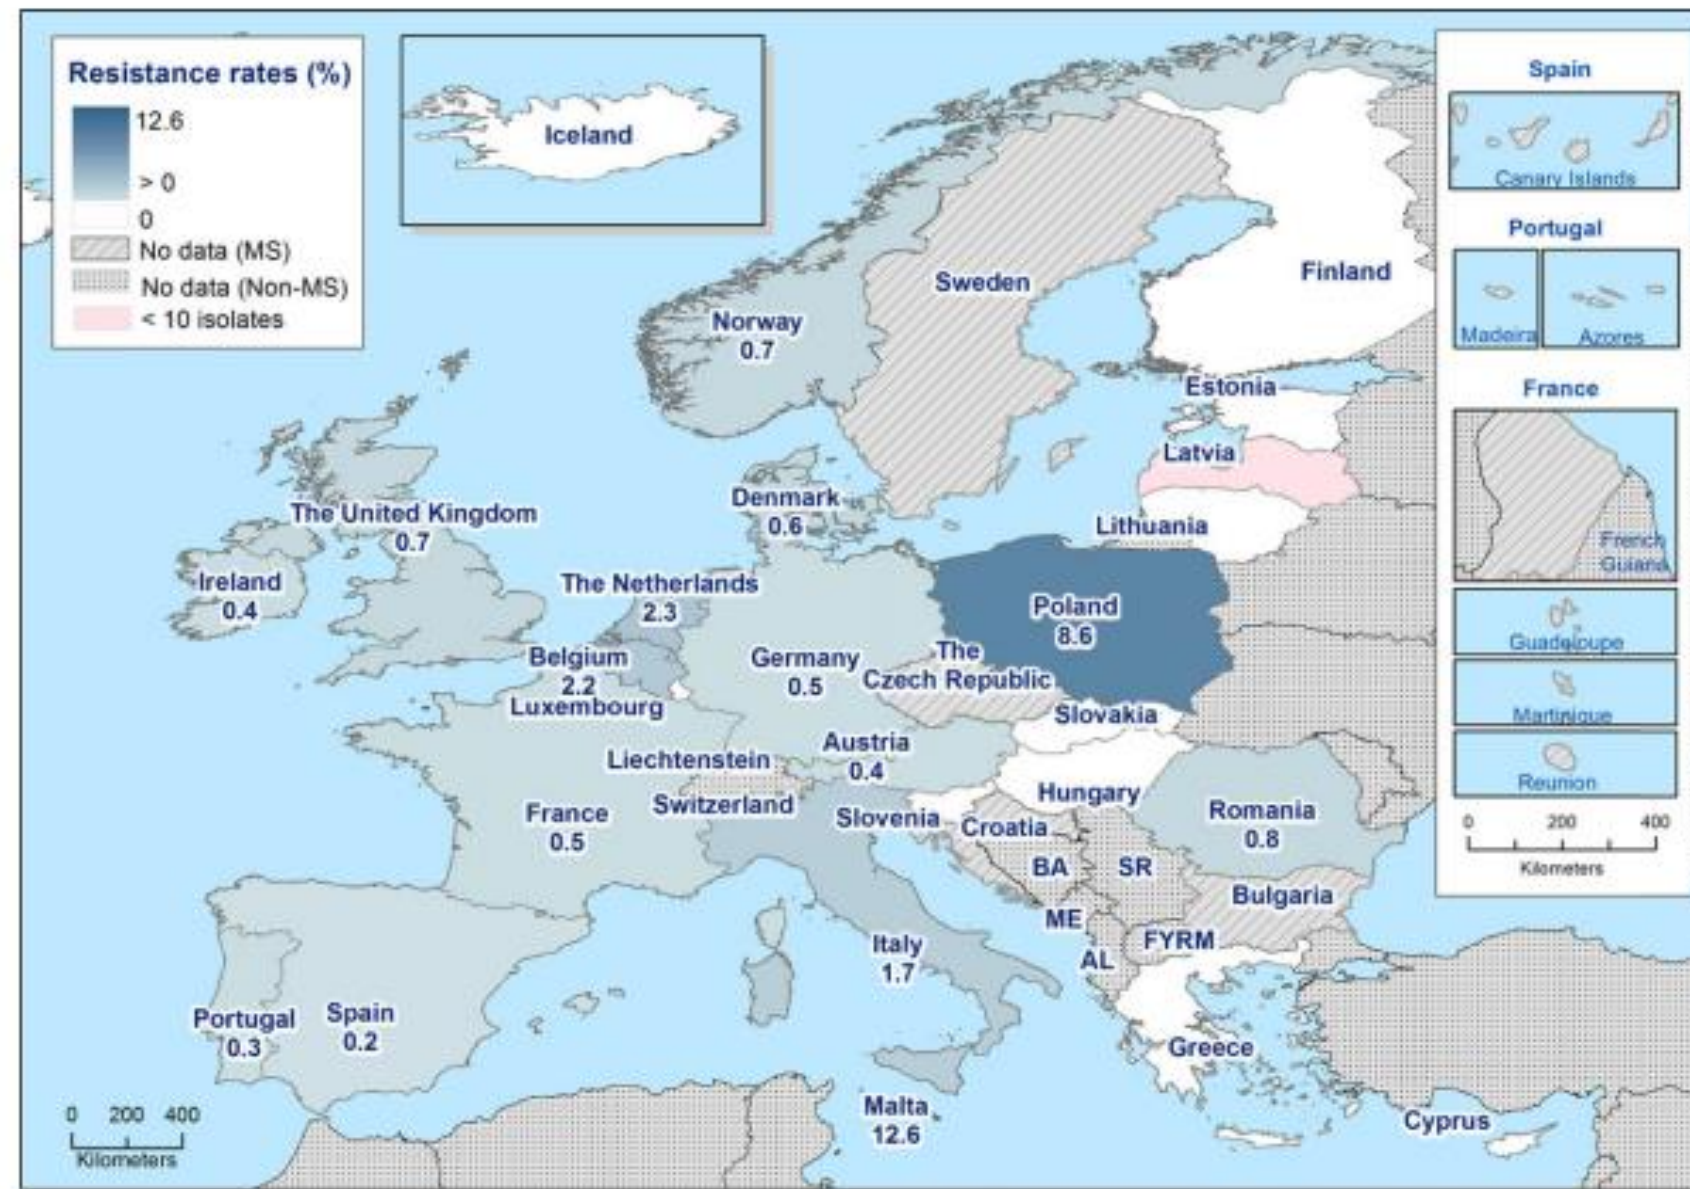 Resistance rates (%)
12.6
> 0
0
No data (MS)
No data (Non-MS)
< 10 isolates
Iceland
Spain
Canary Islands
Portugal
Madeira
Azores
France
French
Guiana
Guadeloupe
Martinique
Reunion
0 200 400
Kilometers
Finland
Sweden
Norway
0.7
Estonia
Latvia
Lithuania
Denmark
0.6
The United Kingdom
0.7
Ireland
0.4
The Netherlands
2.3
Poland
8.6
Belgium
2.2
Luxembourg
Germany
0.5
The
Czech Republic
Slovakia
Austria
0.4
Liechtenstein
Switzerland
France
0.5
Slovenia
Hungary
Croatia
Romania
0.8
BA
SR
Bulgaria
ME
FYRM
AL
Italy
1.7
Portugal
0.3
Spain
0.2
Greece
Malta
12.6
Cyprus
0 200 400
Kilometers